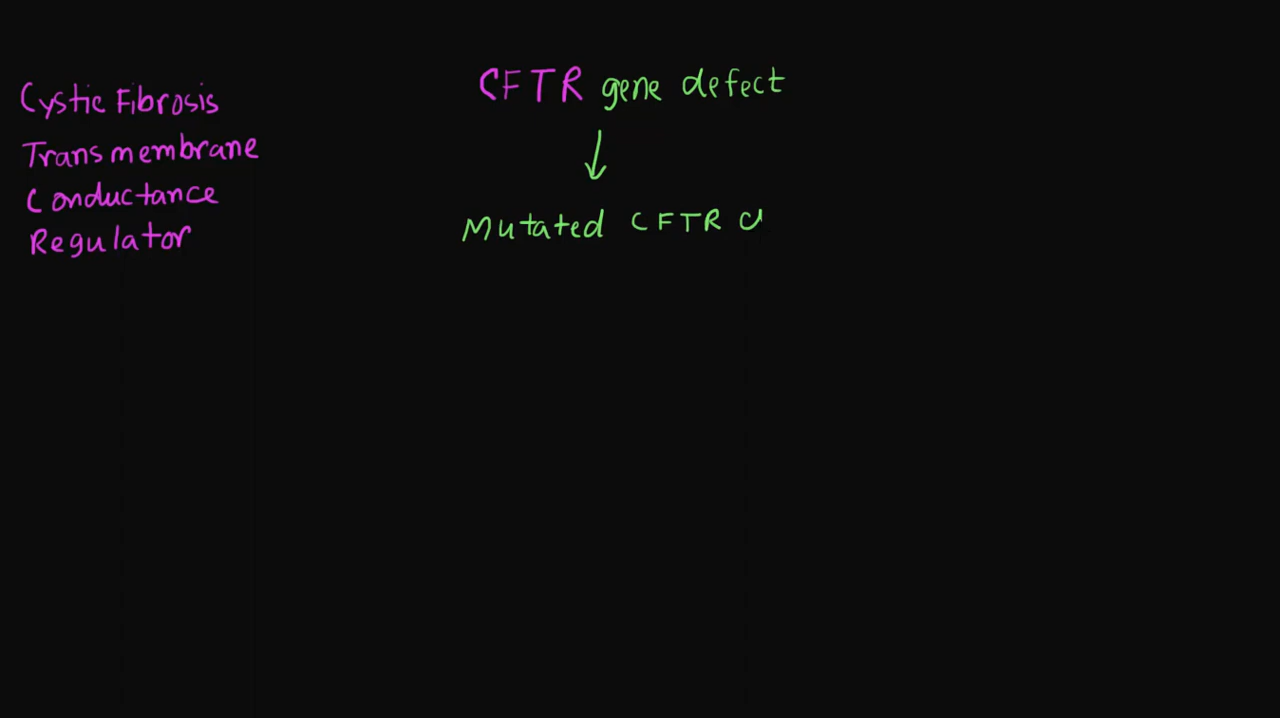 Cystic Fibrosis
Transmembrane
Conductance
Regulator
CFTR gene defect
↓
Mutated CFTR